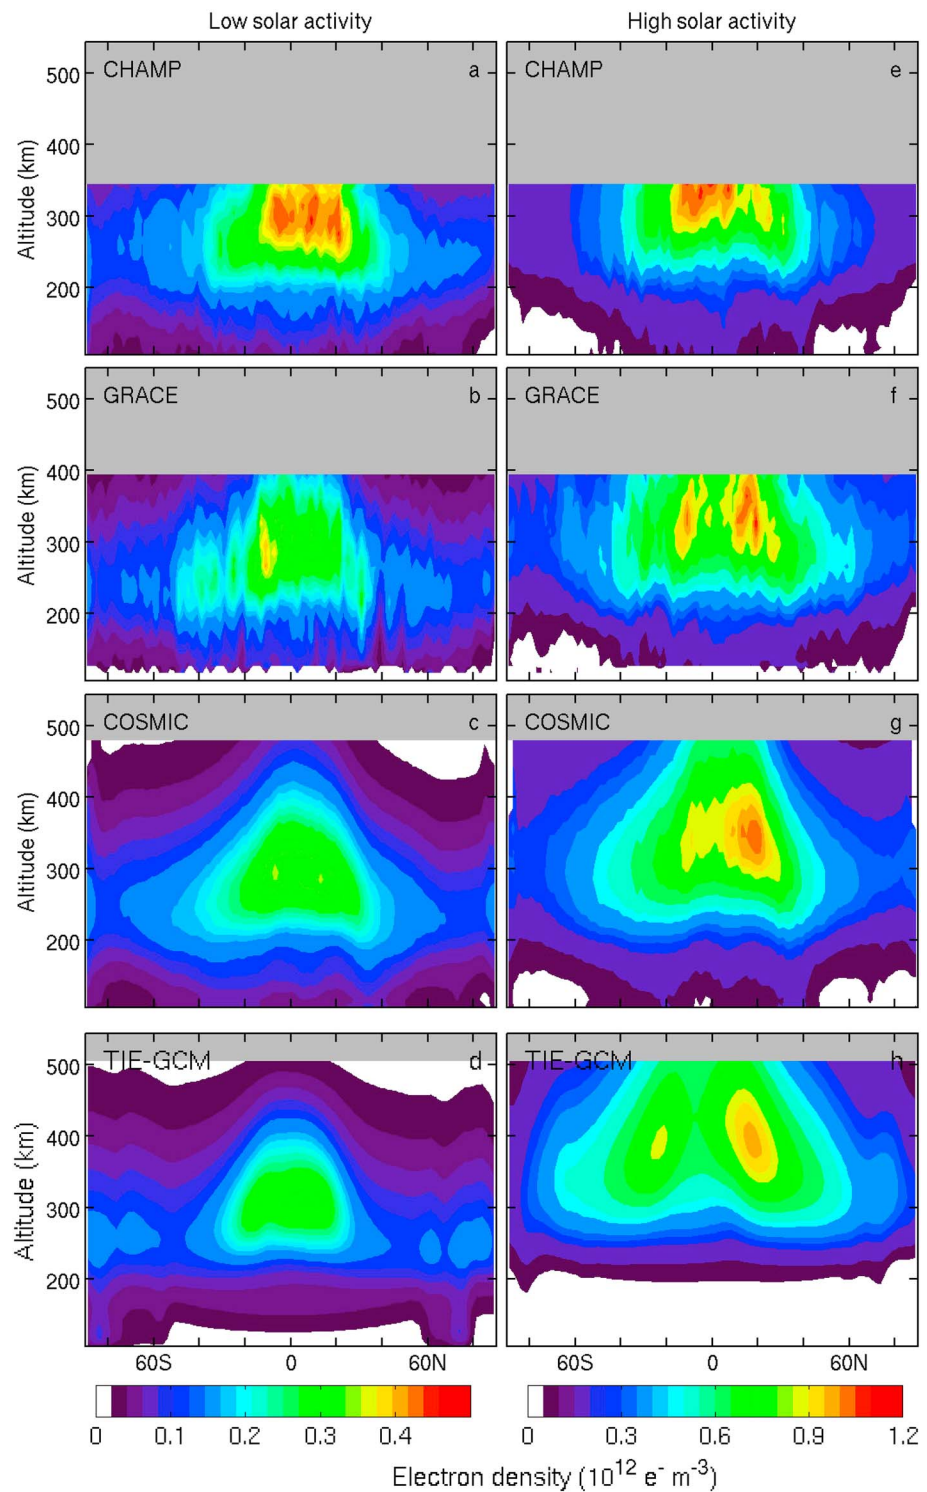 Low solar activity High solar activity
CHAMP a CHAMP e
500
400
300
200
Altitude (km)
GRACE b GRACE f
500
400
300
200
Altitude (km)
COSMIC c COSMIC g
500
400
300
200
Altitude (km)
TIE-GCM d TIE-GCM h
500
400
300
200
Altitude (km)
60S 0 60N 60S 0 60N
0 0.1 0.2 0.3 0.4 0 0.3 0.6 0.9 1.2
Electron density (10¹² e⁻ m⁻³)